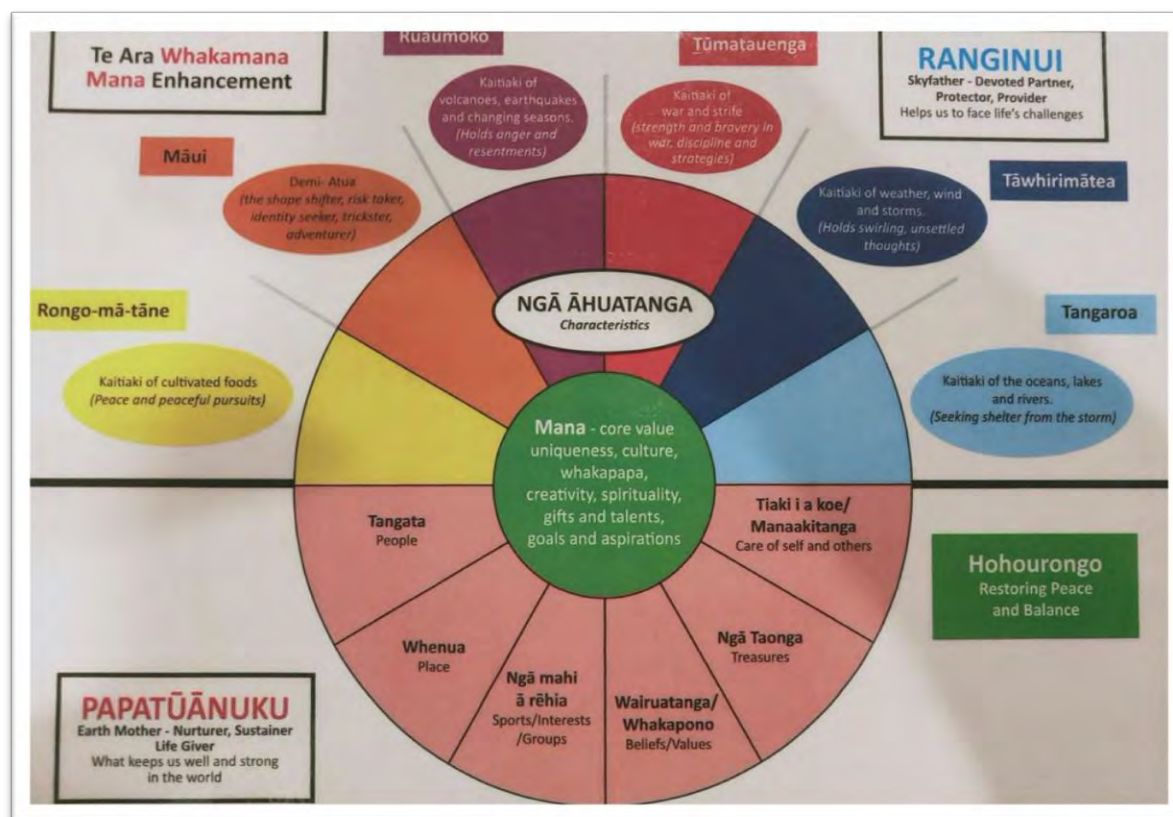 Te Ara Whakamana
Mana Enhancement
Ruaumoko
Tūmatauenga
RANGINUI
Skyfather - Devoted Partner,
Protector, Provider
Helps us to face life's challenges
Kaitiaki of
volcanoes, earthquakes
and changing seasons.
(Holds anger and
resentments)
Kaitiaki of
war and strife
(strength and bravery in
war, discipline and
strategies)
Māui
Demi- Atua
(the shape shifter, risk taker,
identity seeker, trickster,
adventurer)
Kaitiaki of weather, wind
and storms.
(Holds swirling, unsettled
thoughts)
Tāwhirimātea
Rongo-mā-tāne
NGĀ ĀHUATANGA
Characteristics
Tangaroa
Kaitiaki of cultivated foods
(Peace and peaceful pursuits)
Kaitiaki of the oceans, lakes
and rivers.
(Seeking shelter from the storm)
Mana - core value
uniqueness, culture,
whakapapa,
creativity, spirituality,
gifts and talents,
goals and aspirations
Tangata
People
Tiaki i a koe/
Manaakitanga
Care of self and others
Hohourongo
Restoring Peace
and Balance
Whenua
Place
Ngā mahi
ā rēhia
Sports/Interests
/Groups
Wairuatanga/
Whakapono
Beliefs/Values
Ngā Taonga
Treasures
PAPATŪĀNUKU
Earth Mother - Nurturer, Sustainer
Life Giver
What keeps us well and strong
in the world